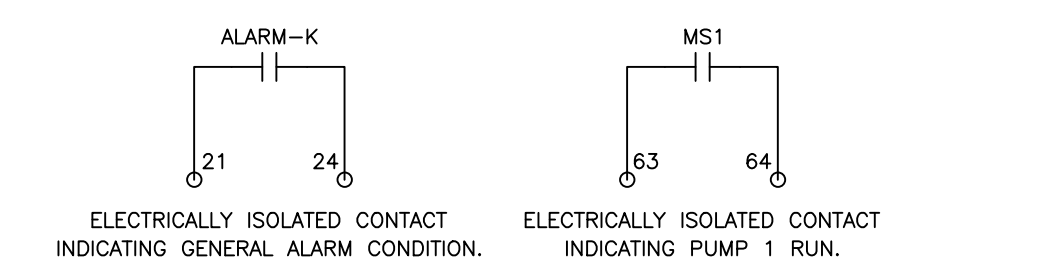 ALARM-K
21
24
ELECTRICALLY ISOLATED CONTACT
INDICATING GENERAL ALARM CONDITION.
MS1
63
64
ELECTRICALLY ISOLATED CONTACT
INDICATING PUMP 1 RUN.